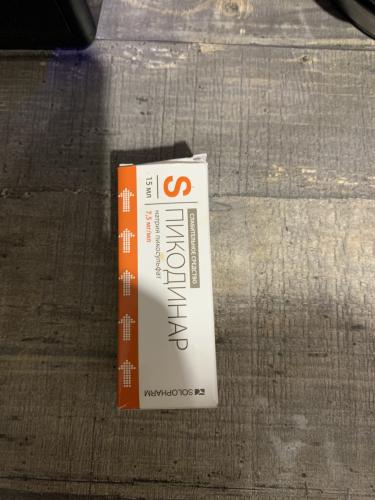 S
СЛАБИТЕЛЬНОЕ СРЕДСТВО
ПИКОДИНАР
натрия пикосульфат
7,5 мг/мл
15 МЛ
SOLOPHARM